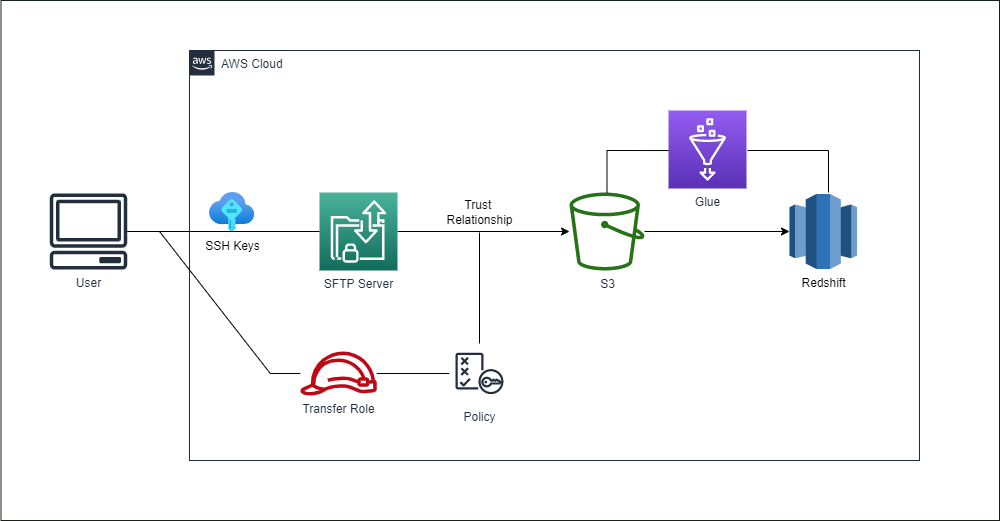 aws
AWS Cloud
Glue
Trust
Relationship
SSH Keys
User
SFTP Server
S3
Redshift
Transfer Role
Policy